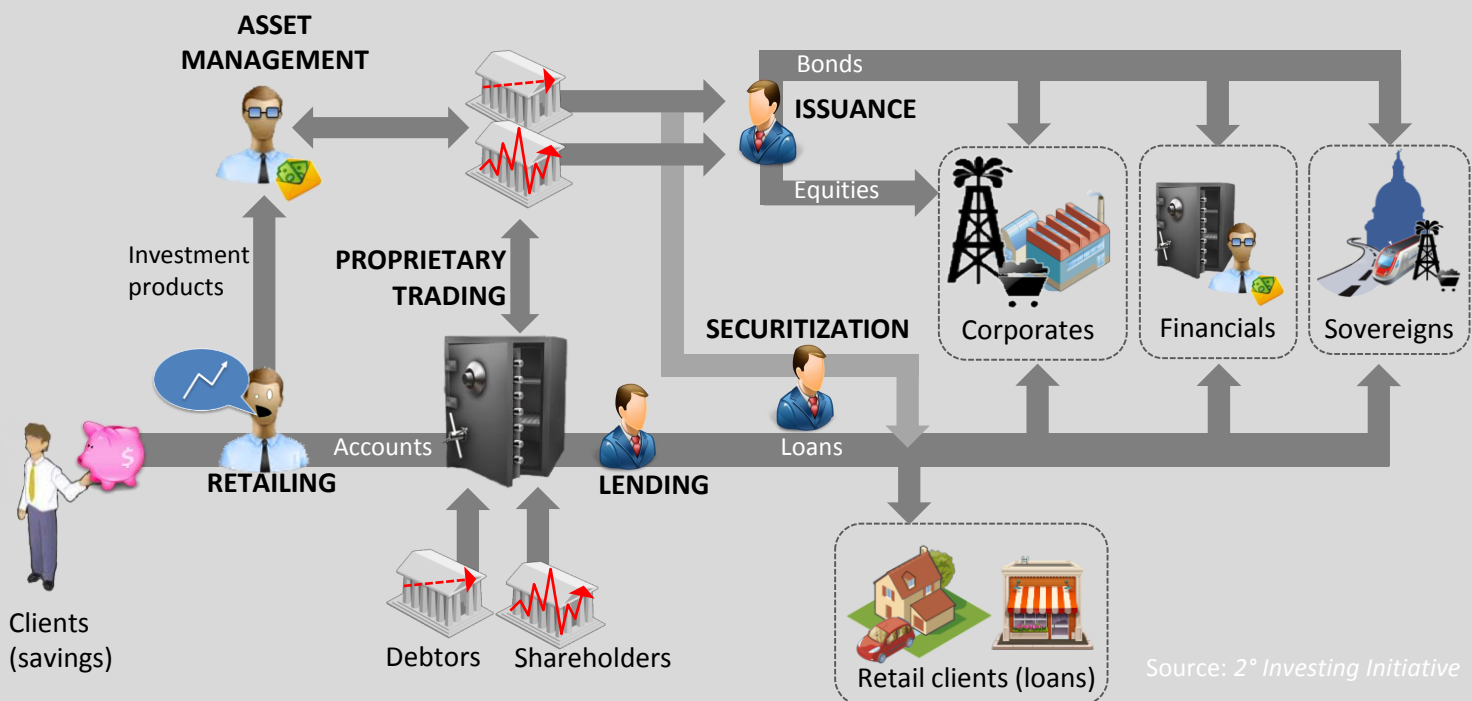 ASSET
MANAGEMENT
Bonds
ISSUANCE
Equities
Investment
products
PROPRIETARY
TRADING
SECURITIZATION
Corporates
Financials
Sovereigns
Accounts
Loans
RETAILING
LENDING
$
Clients
(savings)
Debtors
Shareholders
Retail clients (loans)
Source: 2° Investing Initiative